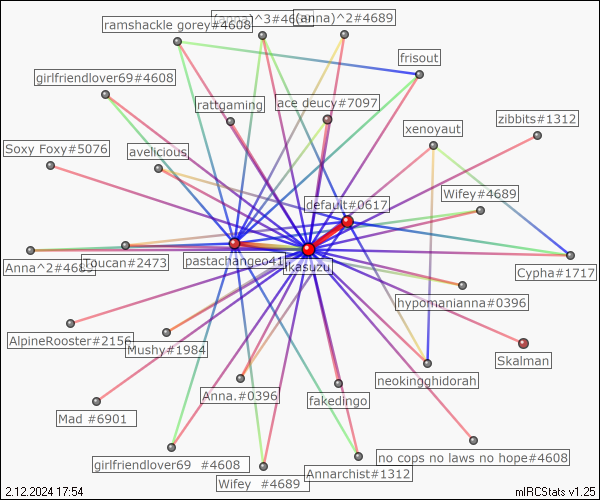 ramshackle gorey#4608
(anna)^3#4689
(anna)^2#4689
frisout
girlfriendlover69#4608
rattgaming
ace deucy#7097
zibbits#1312
xenoyaut
Soxy Foxy#5076
avelicious
Wifey#4689
default#0617
Anna^2#4689
Toucan#2473
pastachangeo41
ikasuzu
Cypha#1717
hypomanianna#0396
AlpineRooster#2156
Mushy#1984
Skalman
neokingghidorah
Anna.#0396
fakedingo
Mad #6901
no cops no laws no hope#4608
girlfriendlover69 #4608
Annarchist#1312
Wifey #4689
2.12.2024 17:54
mIRCStats v1.25